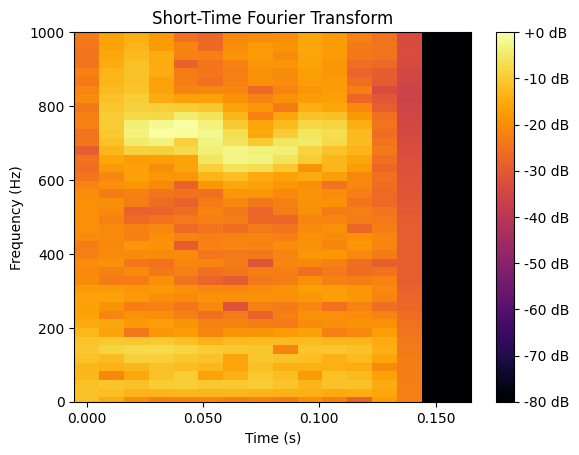 Short-Time Fourier Transform
1000
800
600
400
200
0
Frequency (Hz)
0.000
0.050
0.100
0.150
Time (s)
+0 dB
-10 dB
-20 dB
-30 dB
-40 dB
-50 dB
-60 dB
-70 dB
-80 dB